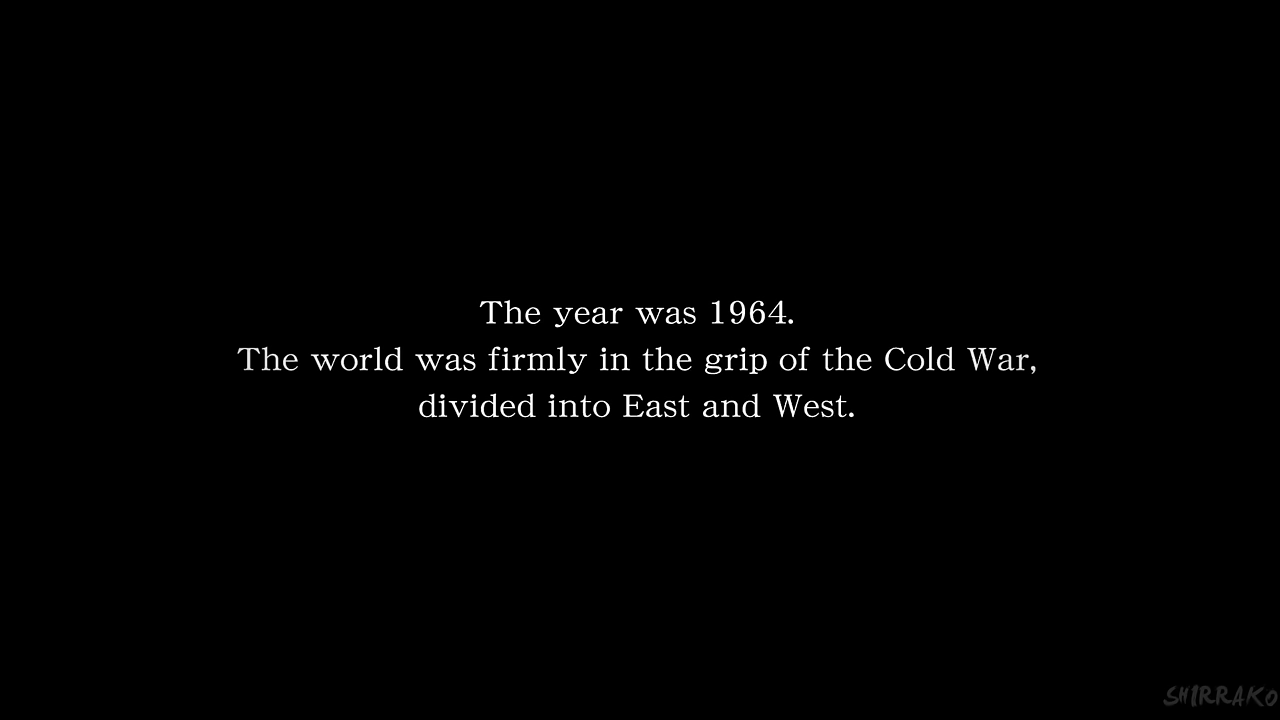 The year was 1964.
The world was firmly in the grip of the Cold War,
divided into East and West.
SHIRRAKO